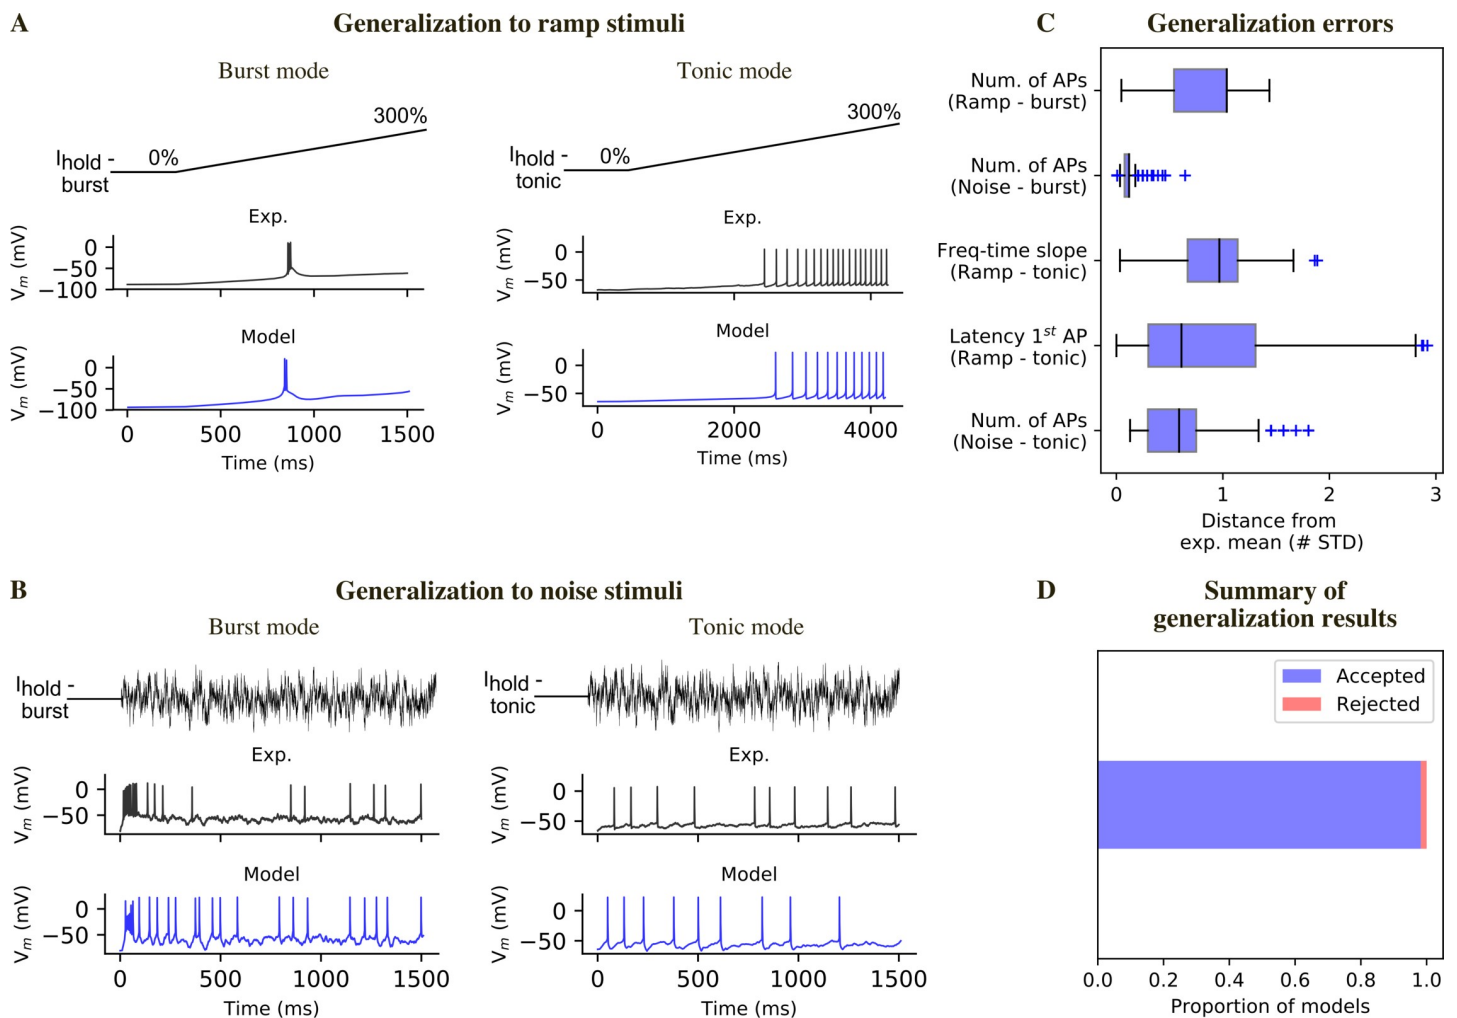 A
Generalization to ramp stimuli
Burst mode
Tonic mode
300%
0%
Ihold -
burst
300%
0%
Ihold -
tonic
Exp.
Vm (mV)
0
−50
−100
Exp.
Vm (mV)
0
−50
Model
Vm (mV)
0
−50
−100
0 500 1000 1500
Time (ms)
Model
Vm (mV)
0
−50
0 2000 4000
Time (ms)
C
Generalization errors
Num. of APs
(Ramp - burst)
Num. of APs
(Noise - burst)
Freq-time slope
(Ramp - tonic)
Latency 1st AP
(Ramp - tonic)
Num. of APs
(Noise - tonic)
0 1 2 3
Distance from
exp. mean (# STD)
B
Generalization to noise stimuli
Burst mode
Tonic mode
Ihold -
burst
Ihold -
tonic
Exp.
Vm (mV)
0
−50
Exp.
Vm (mV)
0
−50
Model
Vm (mV)
0
−50
0 500 1000 1500
Time (ms)
Model
Vm (mV)
0
−50
0 500 1000 1500
Time (ms)
D
Summary of
generalization results
Accepted
Rejected
0.0 0.2 0.4 0.6 0.8 1.0
Proportion of models